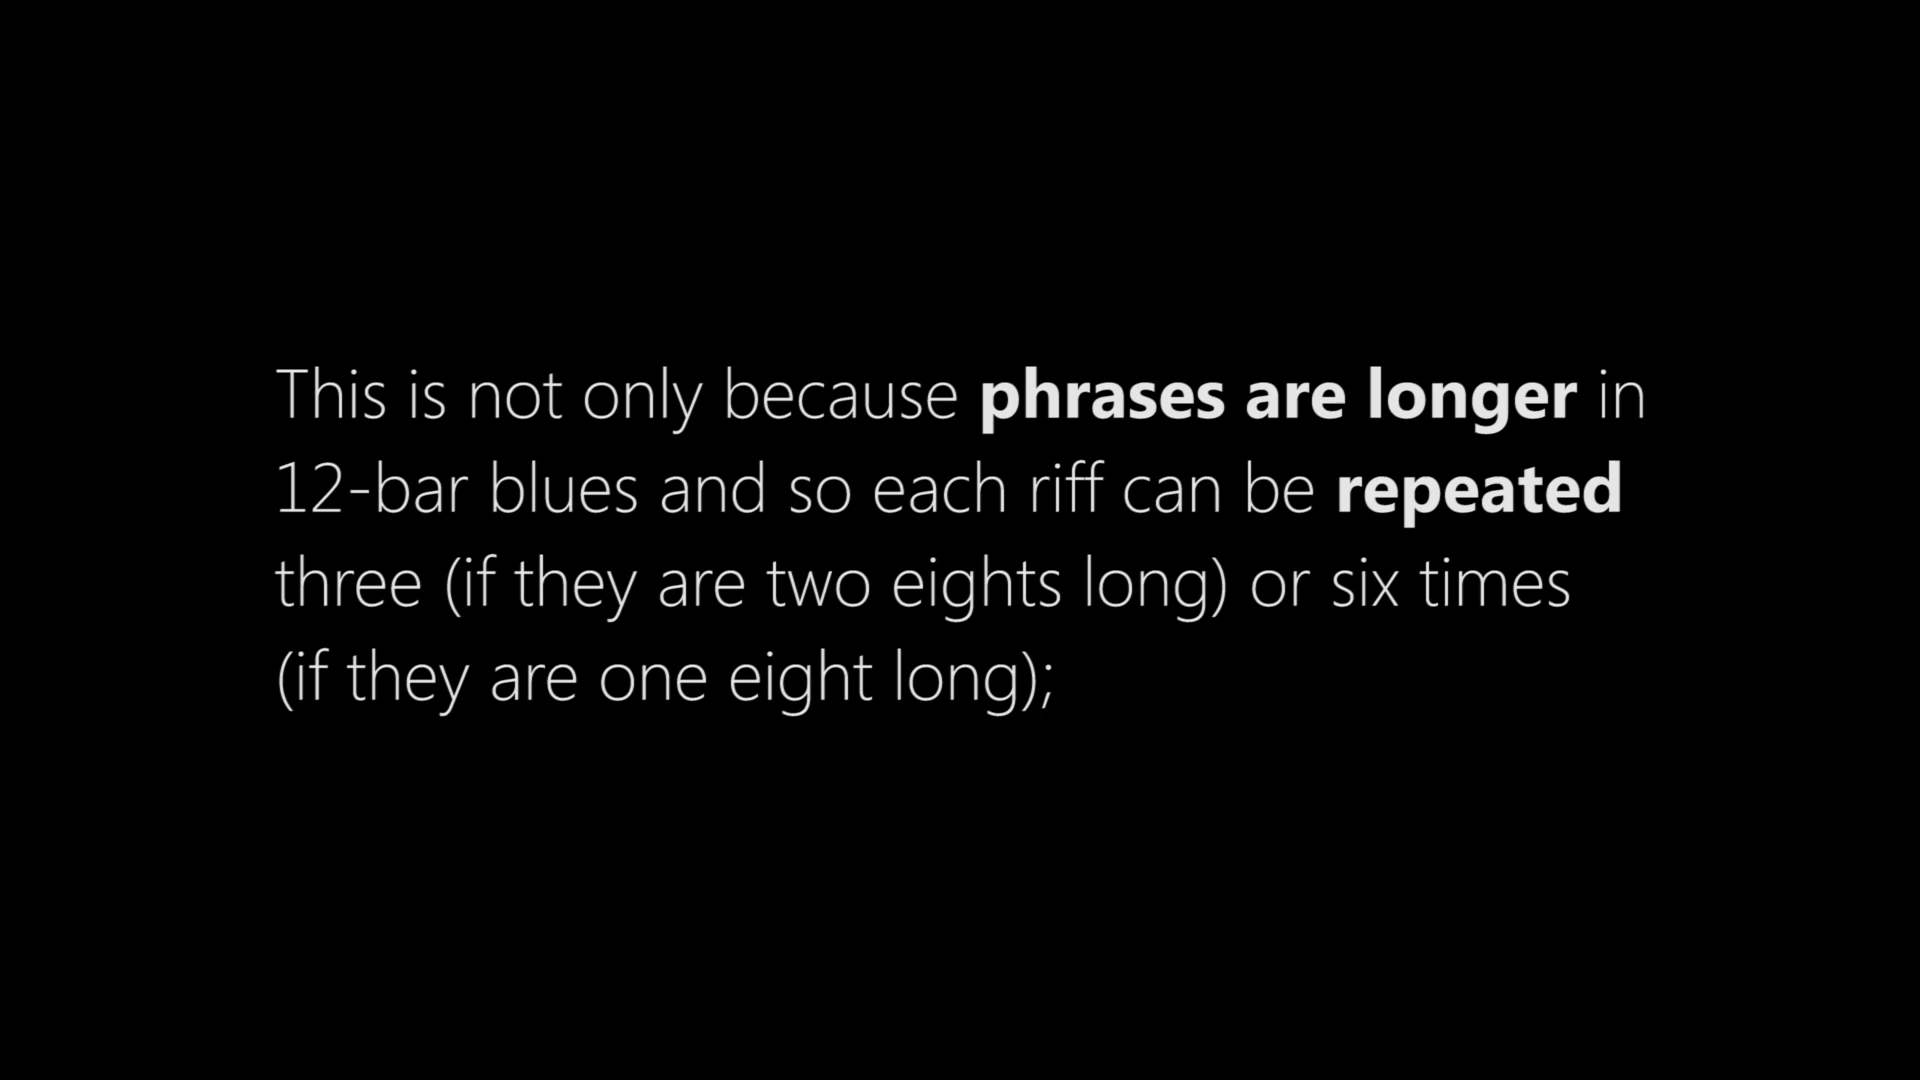 This is not only because phrases are longer in
12-bar blues and so each riff can be repeated
three (if they are two eights long) or six times
(if they are one eight long);